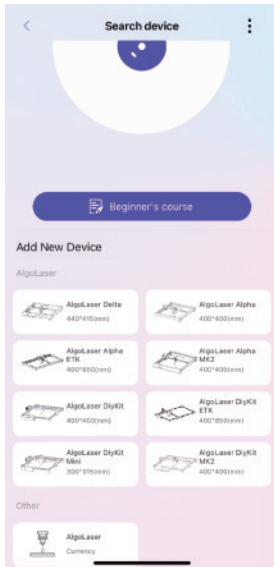 Search device
Beginner's course
Add New Device
AlgoLaser
AlgoLaser Delta
440*415(mm)
AlgoLaser Alpha
400*400(mm)
AlgoLaser Alpha
ETK
400*850(mm)
AlgoLaser Alpha
MK2
400*400(mm)
AlgoLaser DiyKit
400*400(mm)
AlgoLaser DiyKit
ETK
400*850(mm)
AlgoLaser DiyKit
Mini
300*315(mm)
AlgoLaser DiyKit
MK2
400*400(mm)
Other
AlgoLaser
Currency